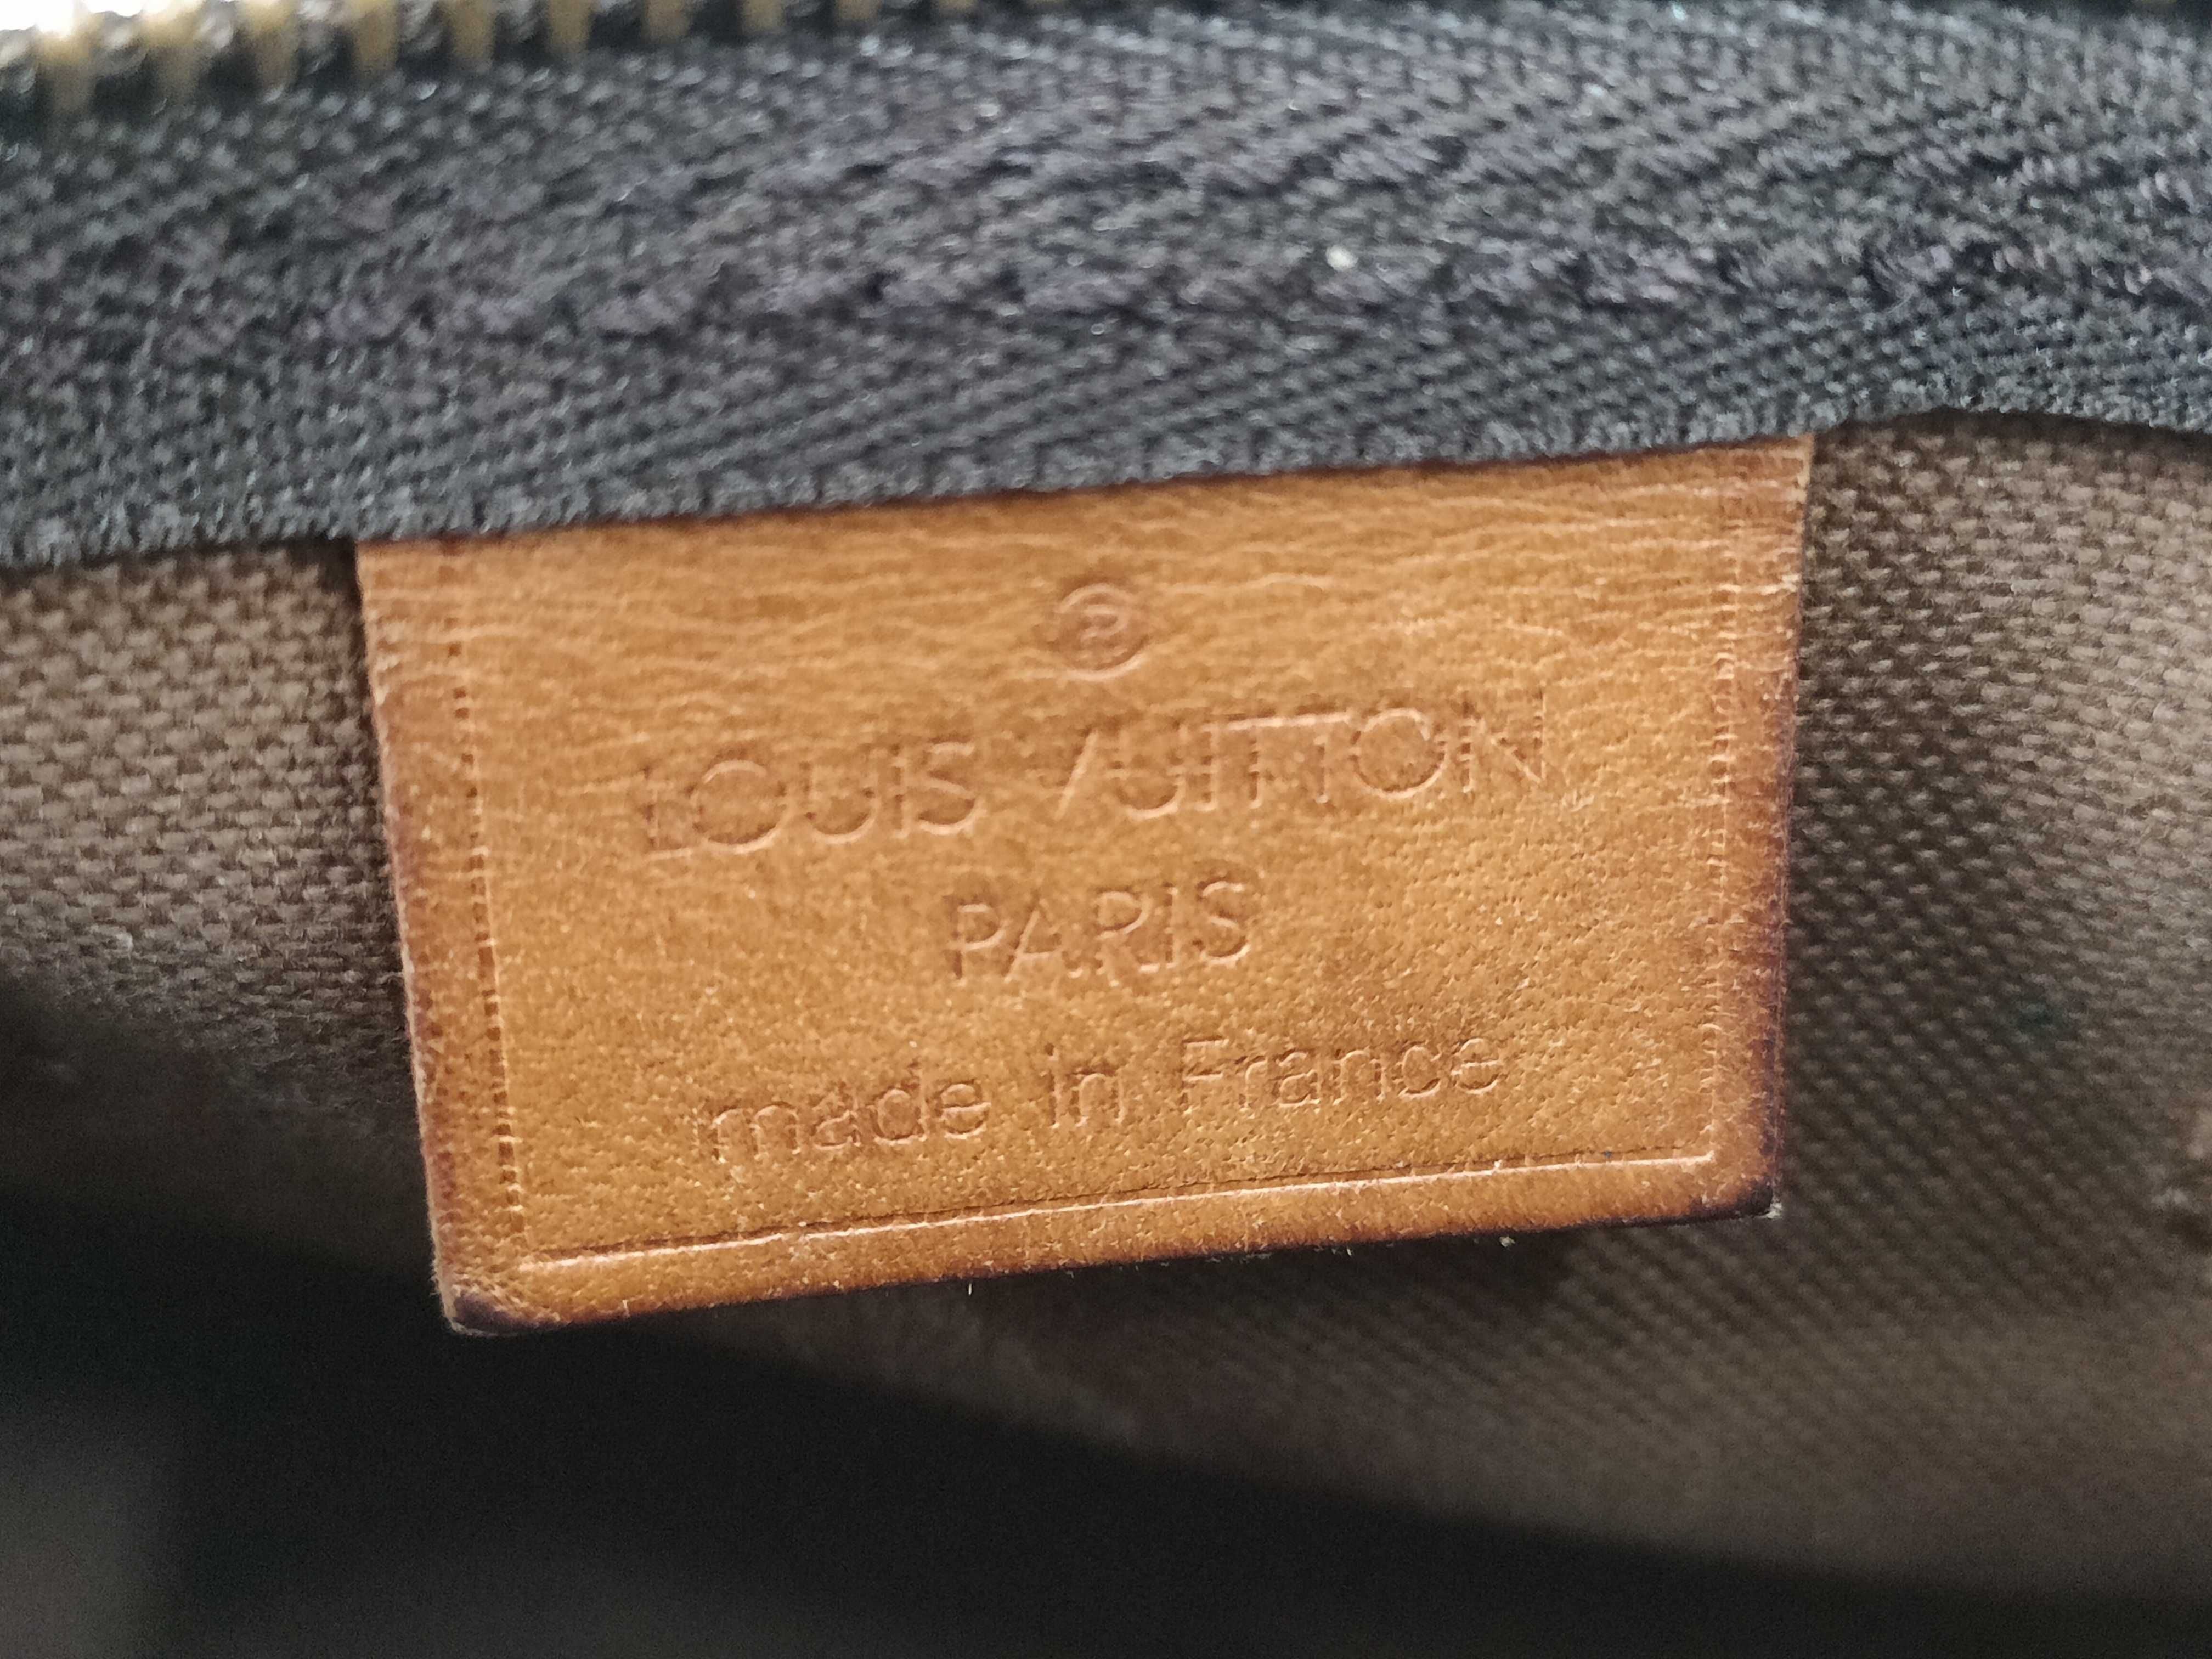 ®
LOUIS VUITTON
PARIS
made in France